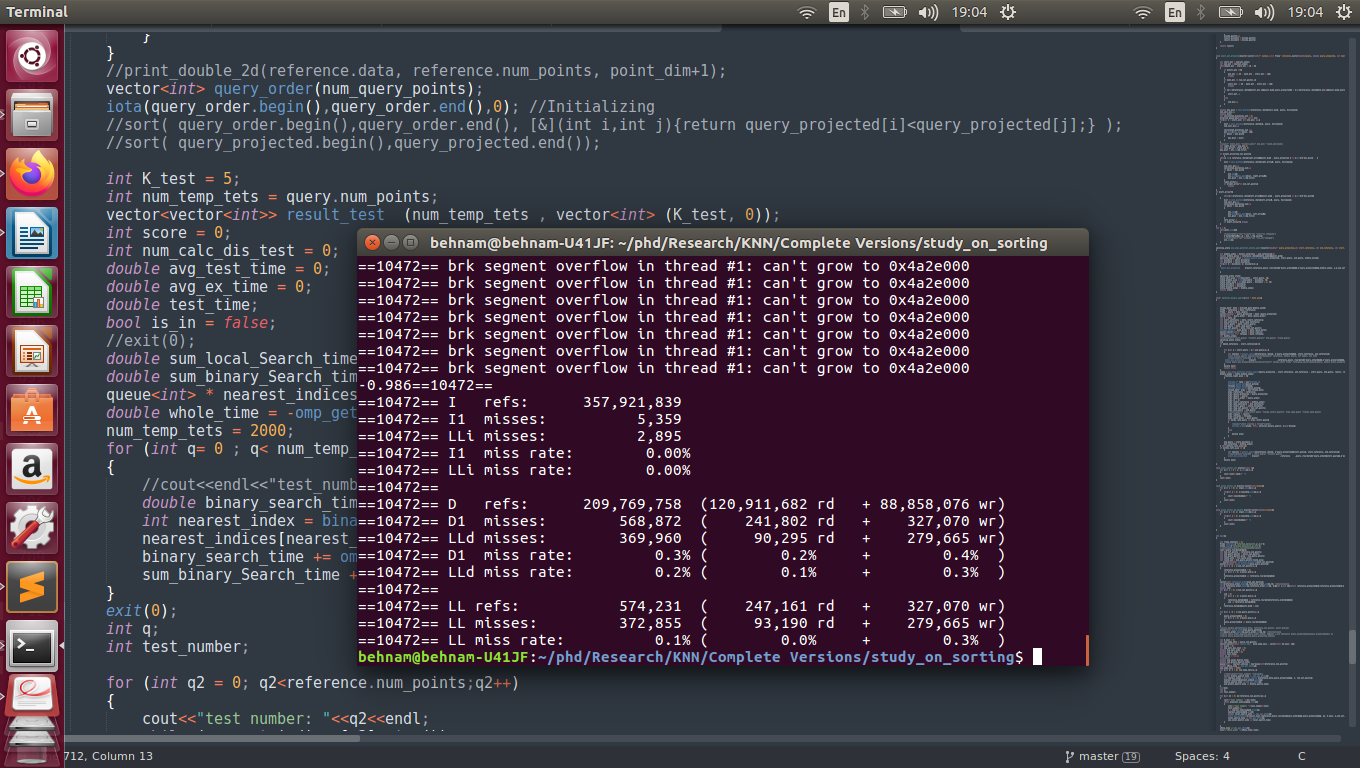 Terminal
En
19:04
En
19:04
}
}
//print_double_2d(reference.data, reference.num_points, point_dim+1);
vector<int> query_order(num_query_points);
iota(query_order.begin(),query_order.end(),0); //Initializing
//sort( query_order.begin(),query_order.end(), [&](int i,int j){return query_projected[i]<query_projected[j];} );
//sort( query_projected.begin(),query_projected.end());
int K_test = 5;
int num_temp_tets = query.num_points;
vector<vector<int>> result_test  (num_temp_tets , vector<int> (K_test, 0));
int score = 0;
int num_calc_dis_test = 0;
double avg_test_time = 0;
double avg_ex_time = 0;
double test_time;
bool is_in = false;
//exit(0);
double sum_local_Search_time
double sum_binary_Search_tim
queue<int> * nearest_indices
double whole_time = -omp_get
num_temp_tets = 2000;
for (int q= 0 ; q< num_temp_
{
//cout<<endl<<"test_numb
double binary_search_tim
int nearest_index = bina
nearest_indices[nearest_
binary_search_time += om
sum_binary_Search_time +
}
exit(0);
int q;
int test_number;
for (int q2 = 0; q2<reference.num_points;q2++)
{
cout<<"test number: "<<q2<<endl;
behnam@behnam-U41JF: ~/phd/Research/KNN/Complete Versions/study_on_sorting
==10472== brk segment overflow in thread #1: can't grow to 0x4a2e000
==10472== brk segment overflow in thread #1: can't grow to 0x4a2e000
==10472== brk segment overflow in thread #1: can't grow to 0x4a2e000
==10472== brk segment overflow in thread #1: can't grow to 0x4a2e000
==10472== brk segment overflow in thread #1: can't grow to 0x4a2e000
==10472== brk segment overflow in thread #1: can't grow to 0x4a2e000
==10472== brk segment overflow in thread #1: can't grow to 0x4a2e000
-0.986==10472==
==10472== I   refs:      357,921,839
==10472== I1  misses:          5,359
==10472== LLi misses:          2,895
==10472== I1  miss rate:        0.00%
==10472== LLi miss rate:        0.00%
==10472==
==10472== D   refs:      209,769,758  (120,911,682 rd   + 88,858,076 wr)
==10472== D1  misses:        568,872  (    241,802 rd   +    327,070 wr)
==10472== LLd misses:        369,960  (     90,295 rd   +    279,665 wr)
==10472== D1  miss rate:         0.3% (        0.2%     +        0.4%  )
==10472== LLd miss rate:         0.2% (        0.1%     +        0.3%  )
==10472==
==10472== LL refs:           574,231  (    247,161 rd   +    327,070 wr)
==10472== LL misses:         372,855  (     93,190 rd   +    279,665 wr)
==10472== LL miss rate:          0.1% (        0.0%     +        0.3%  )
behnam@behnam-U41JF:~/phd/Research/KNN/Complete Versions/study_on_sorting$
712, Column 13
master 19
Spaces: 4
C